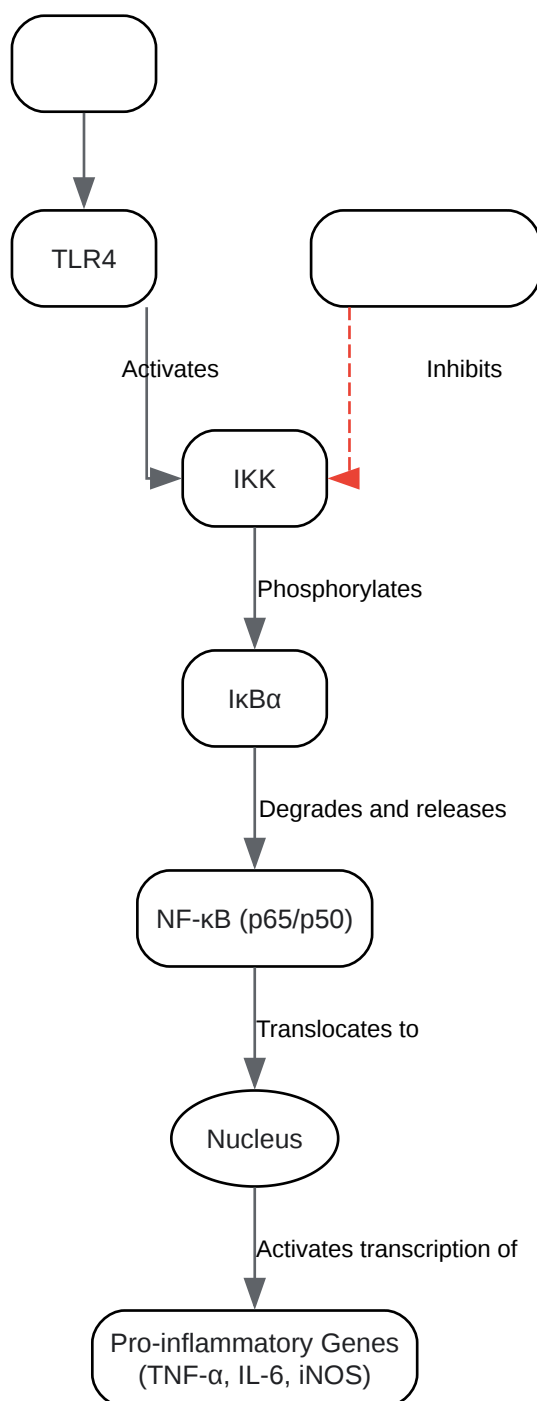 TLR4
Activates
Inhibits
IKK
Phosphorylates
IκBα
Degrades and releases
NF-κB (p65/p50)
Translocates to
Nucleus
Activates transcription of
Pro-inflammatory Genes
(TNF-α, IL-6, iNOS)